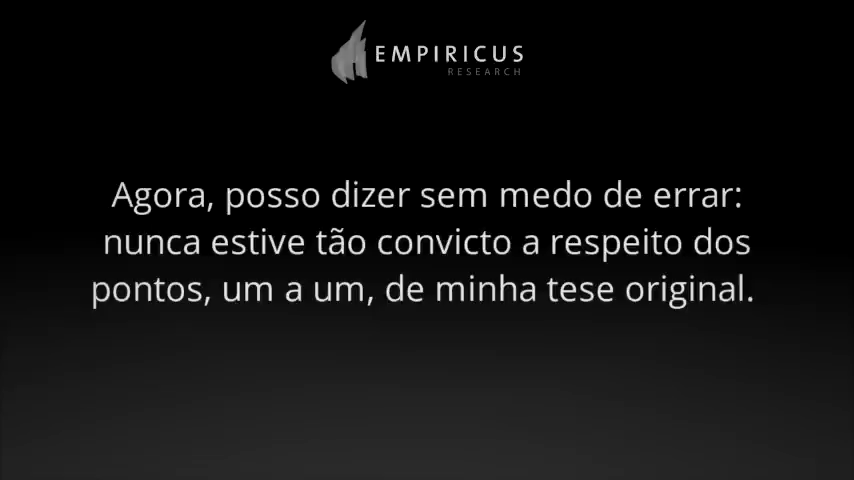 EMPIRICUS
RESEARCH
Agora, posso dizer sem medo de errar:
nunca estive tão convicto a respeito dos
pontos, um a um, de minha tese original.